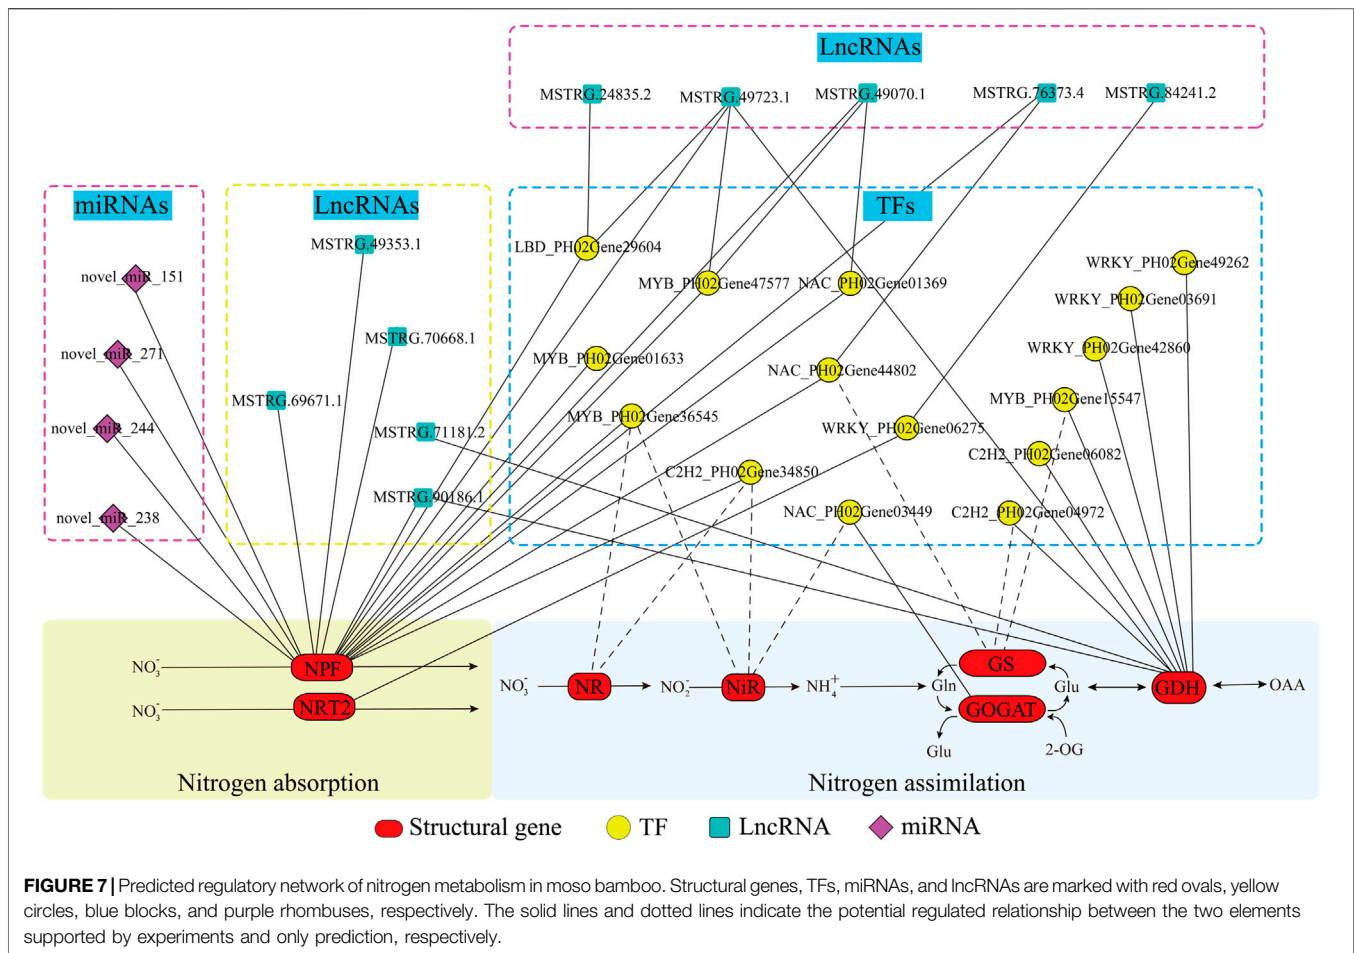 LncRNAs
MSTRG.24835.2
MSTRG.49723.1
MSTRG.49070.1
MSTRG.76373.4
MSTRG.84241.2
miRNAs
novel_miR_151
novel_miR_271
novel_miR_244
novel_miR_238
LncRNAs
MSTRG.49353.1
MSTRG.70668.1
MSTRG.69671.1
MSTRG.71181.2
MSTRG.90186.1
TFs
LBD_PH02Gene29604
MYB_PH02Gene47577
NAC_PH02Gene01369
WRKY_PH02Gene49262
WRKY_PH02Gene03691
WRKY_PH02Gene42860
MYB_PH02Gene01633
NAC_PH02Gene44802
MYB_PH02Gene15547
MYB_PH02Gene36545
WRKY_PH02Gene06275
C2H2_PH02Gene06082
C2H2_PH02Gene34850
NAC_PH02Gene03449
C2H2_PH02Gene04972
NO3-
NPF
NO3-
NRT2
Nitrogen absorption
NO3-
NR
NO2-
NiR
NH4+
Gln
GS
Glu
GOGAT
Glu
2-OG
GDH
OAA
Nitrogen assimilation
Structural gene
TF
LncRNA
miRNA
FIGURE 7 | Predicted regulatory network of nitrogen metabolism in moso bamboo. Structural genes, TFs, miRNAs, and lncRNAs are marked with red ovals, yellow
circles, blue blocks, and purple rhombuses, respectively. The solid lines and dotted lines indicate the potential regulated relationship between the two elements
supported by experiments and only prediction, respectively.